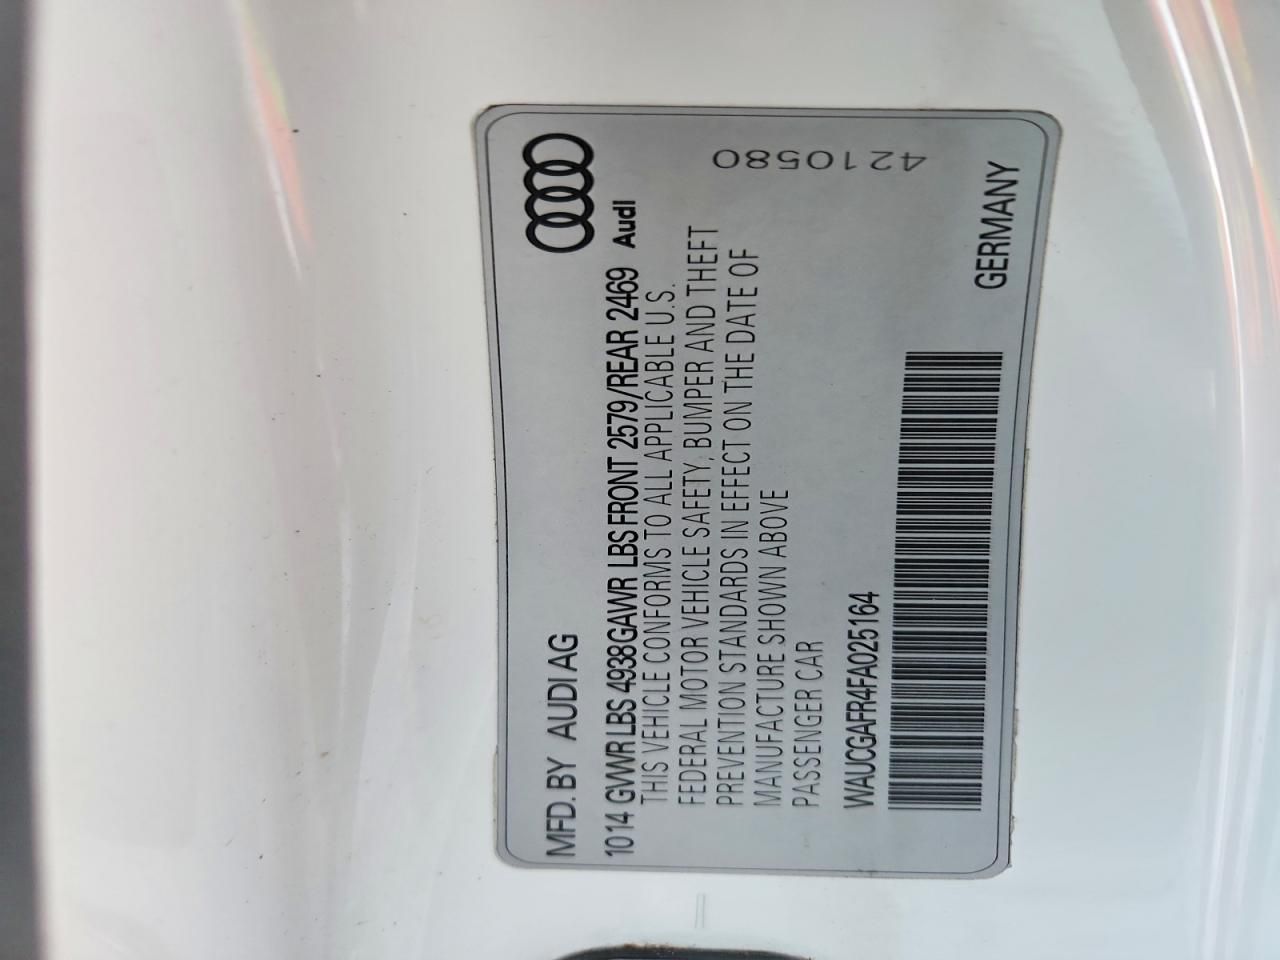 MFD. BY AUDI AG
1014 GVWR LBS 4938 GAWR LBS FRONT 2579/REAR 2469 Audi
THIS VEHICLE CONFORMS TO ALL APPLICABLE U.S.
FEDERAL MOTOR VEHICLE SAFETY, BUMPER AND THEFT
PREVENTION STANDARDS IN EFFECT ON THE DATE OF
MANUFACTURE SHOWN ABOVE
PASSENGER CAR
WAUCGAFR4FA025164
GERMANY
4210580